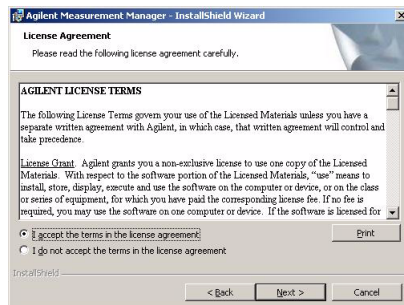 Agilent Measurement Manager - InstallShield Wizard
License Agreement
Please read the following license agreement carefully.
AGILENT LICENSE TERMS
The following License Terms govern your use of the Licensed Materials unless you have a
separate written agreement with Agilent, in which case, that written agreement will control and
take precedence.
License Grant. Agilent grants you a non-exclusive license to use one copy of the Licensed
Materials. With respect to the software portion of the Licensed Materials, “use” means to
install, store, display, execute and use the software on the computer or device, or on the class
or series of equipment, for which you have paid the corresponding license fee. If no fee is
required, you may use the software on one computer or device. If the software is licensed for
I accept the terms in the license agreement
Print
I do not accept the terms in the license agreement
InstallShield
< Back Next > Cancel